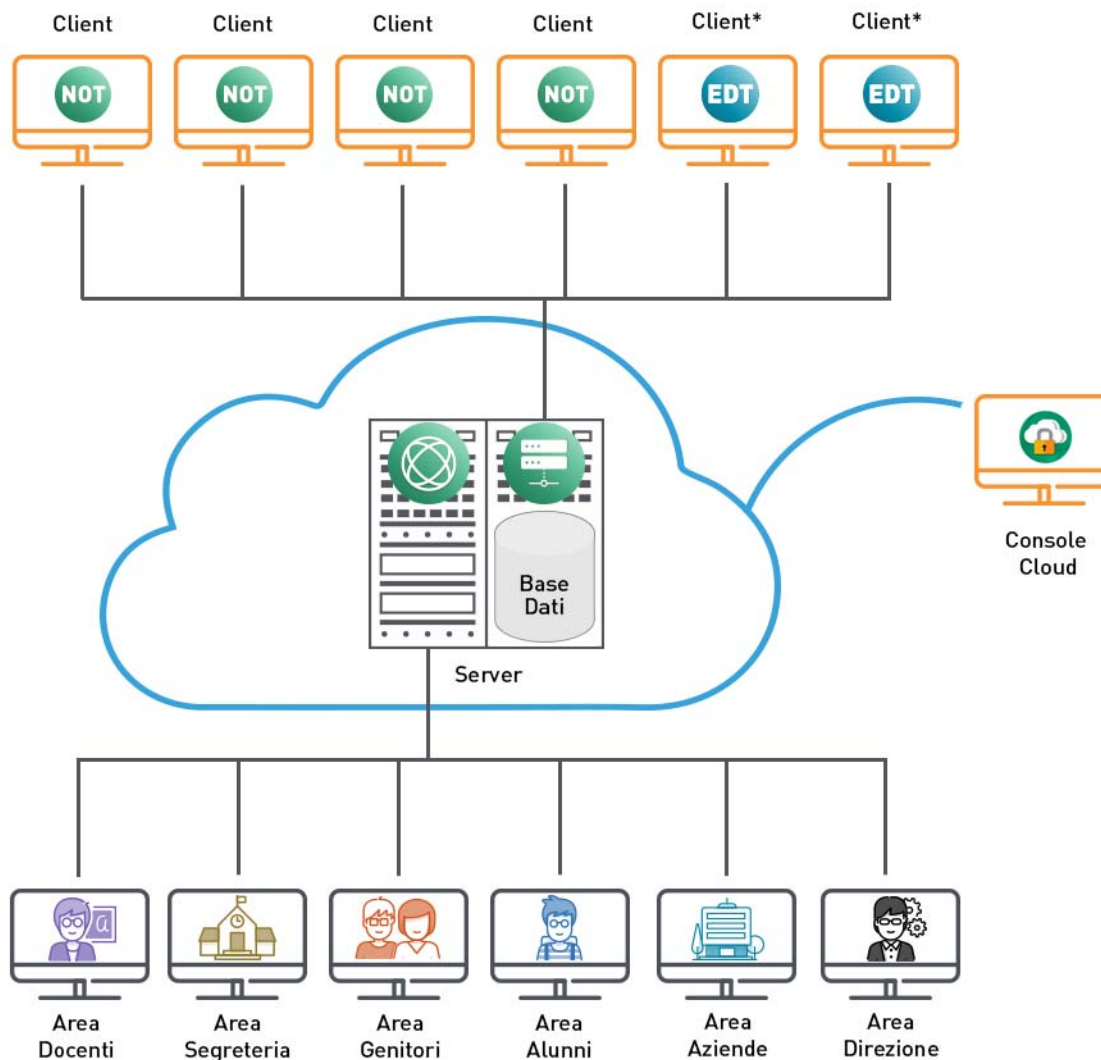 Client Client Client Client Client* Client*
NOT NOT NOT NOT EDT EDT
Base
Dati
Console
Cloud
Server
a
Area Area Area Area Area Area
Docenti Segreteria Genitori Alunni Aziende Direzione